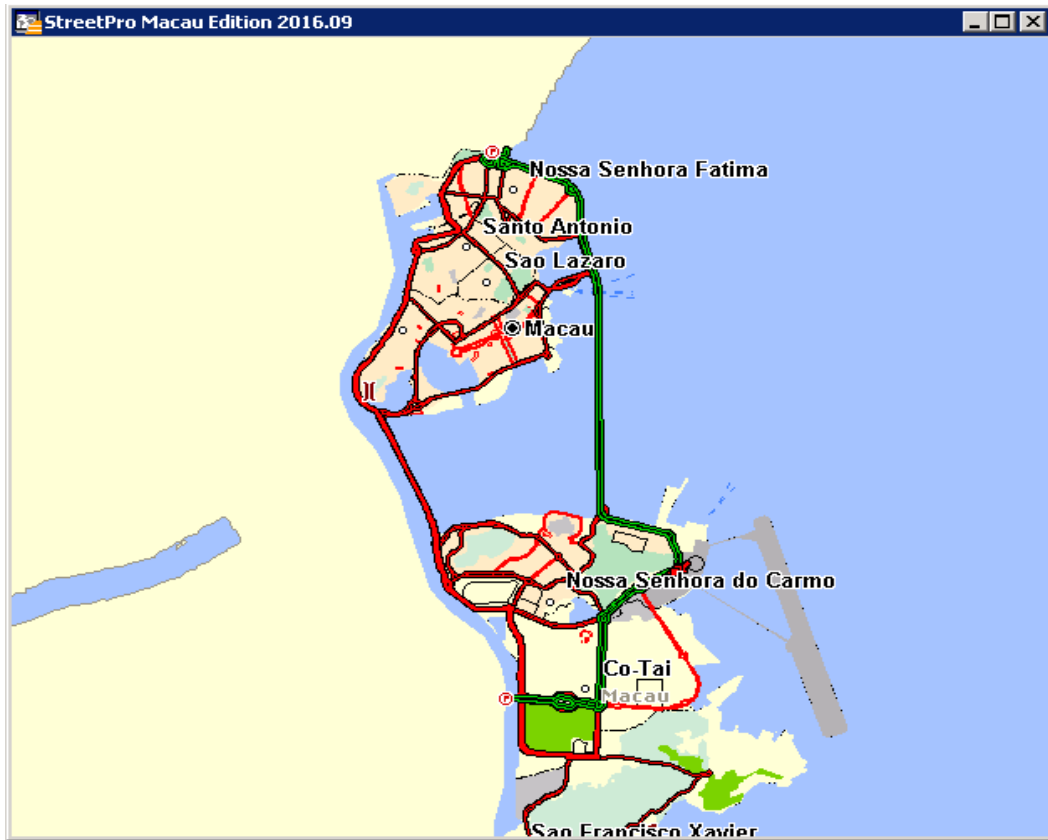 StreetPro Macau Edition 2016.09
Nossa Senhora Fatima
Santo Antonio
Sao Lazaro
Macau
Nossa Senhora do Carmo
Co-Tai
Macau
Sao Francisco Xavier